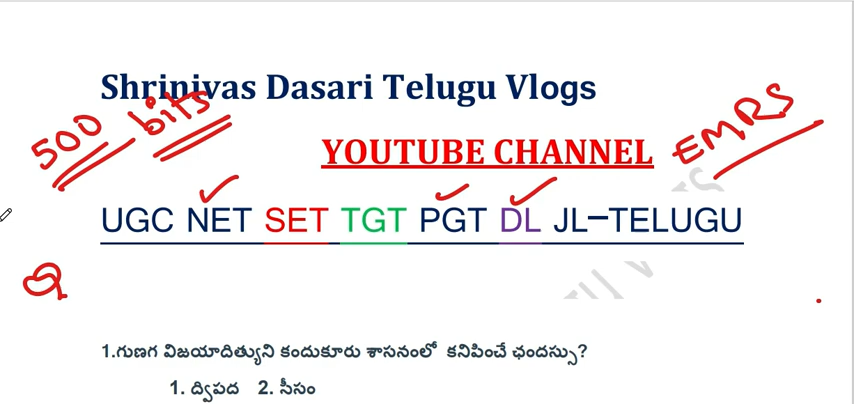 Shrinivas Dasari Telugu Vlogs
500 bits
YOUTUBE CHANNEL EMRS
UGC NET SET TGT PGT DL JL-TELUGU
1.గుణగ విజయాదిత్యుని కందుకూరు శాసనంలో కనిపించే ఛందస్సు?
1. ద్విపద 2. సీసం